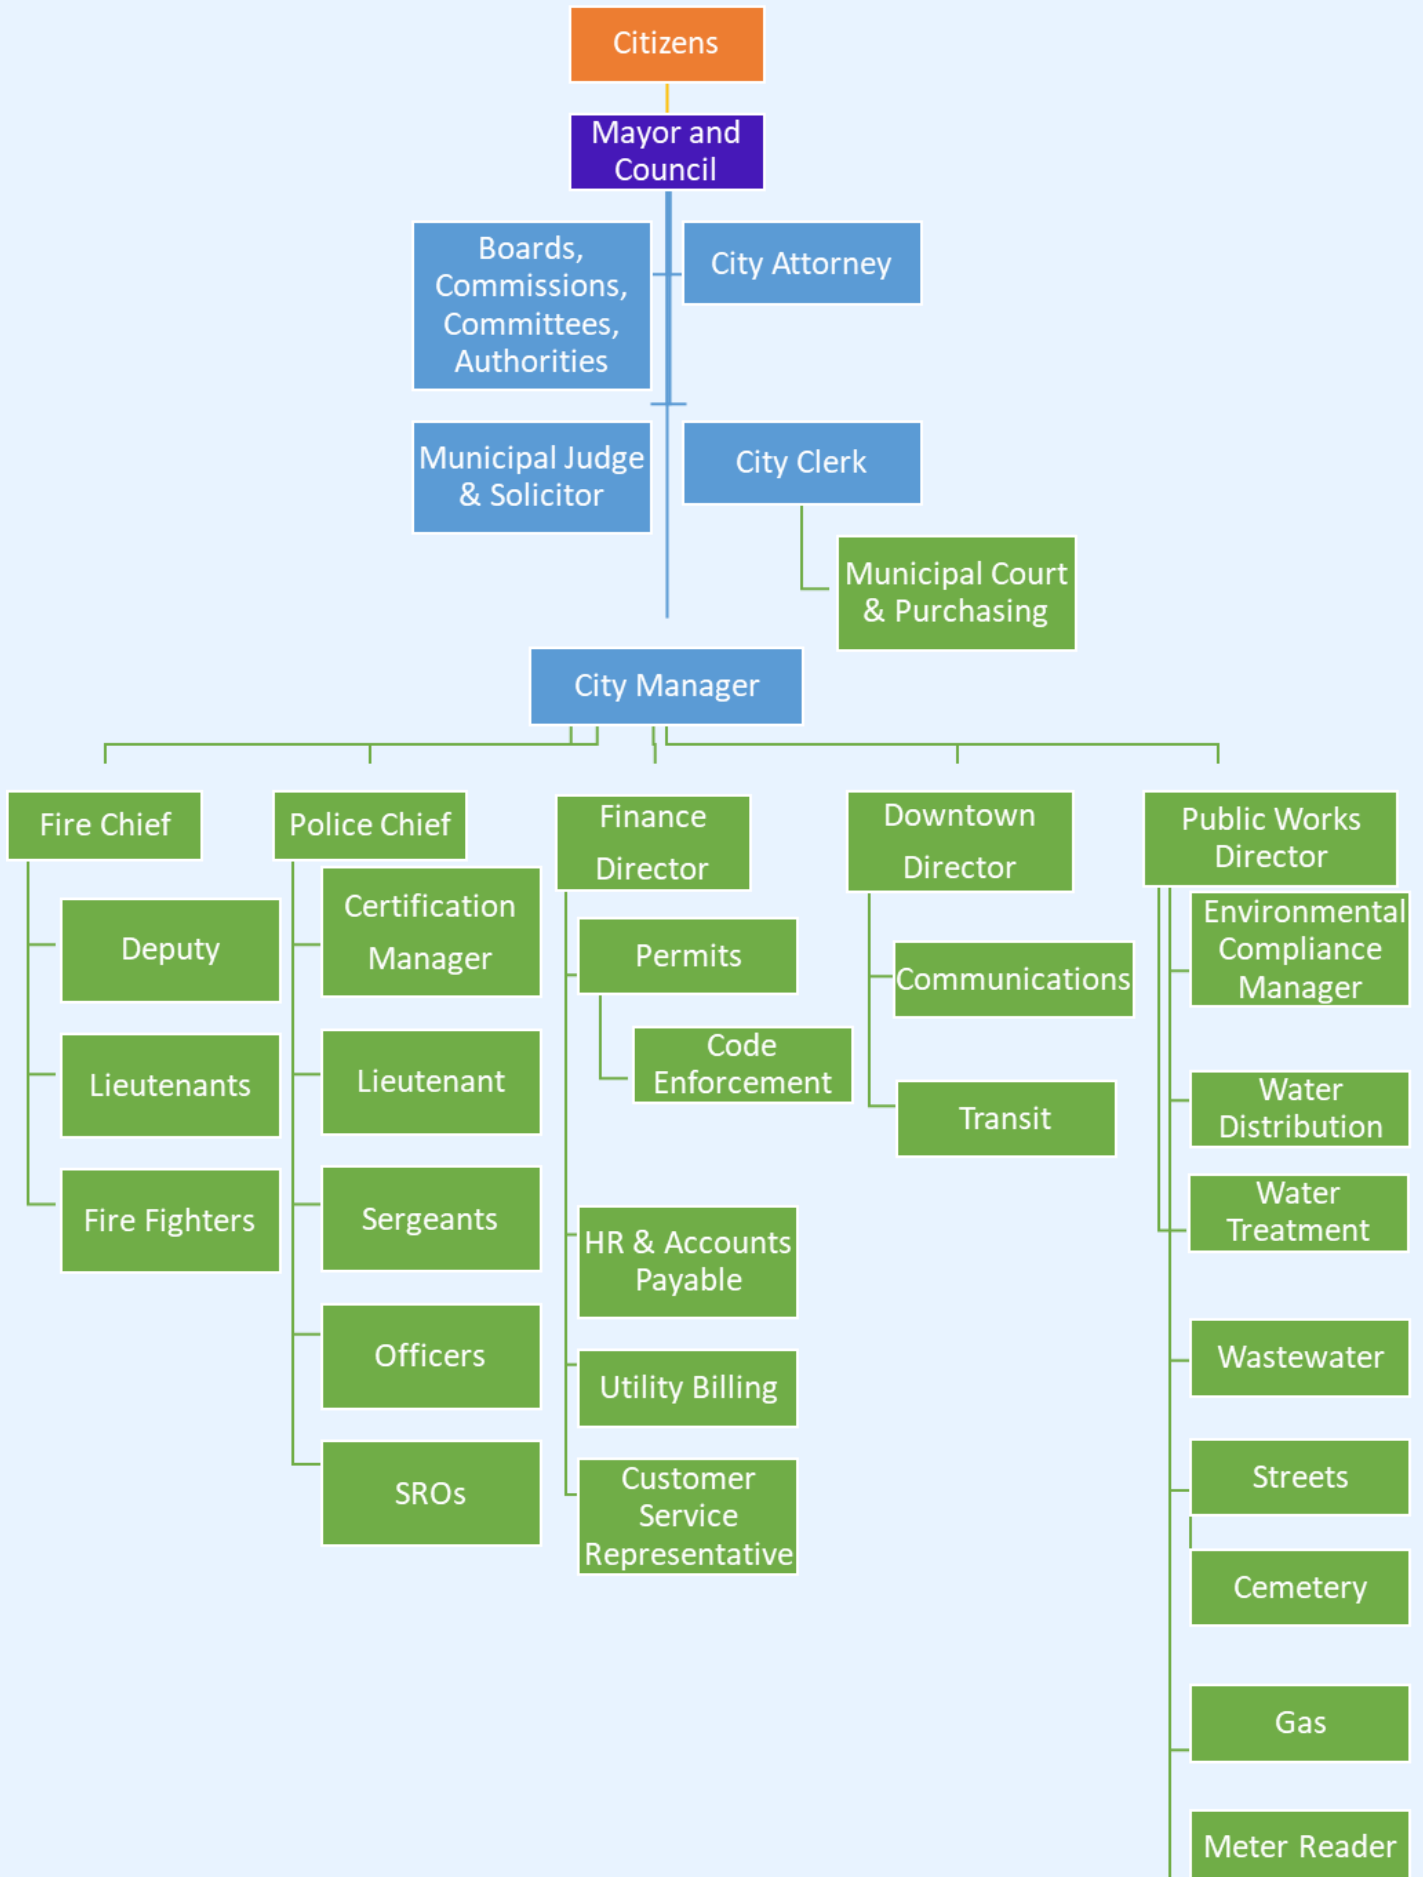 Citizens
Mayor and
Council
Boards,
Commissions,
Committees,
Authorities
City Attorney
Municipal Judge
& Solicitor
City Clerk
Municipal Court
& Purchasing
City Manager
Fire Chief
Deputy
Lieutenants
Fire Fighters
Police Chief
Certification
Manager
Lieutenant
Sergeants
Officers
SROs
Finance
Director
Permits
Code
Enforcement
HR & Accounts
Payable
Utility Billing
Customer
Service
Representative
Downtown
Director
Communications
Transit
Public Works
Director
Environmental
Compliance
Manager
Water
Distribution
Water
Treatment
Wastewater
Streets
Cemetery
Gas
Meter Reader